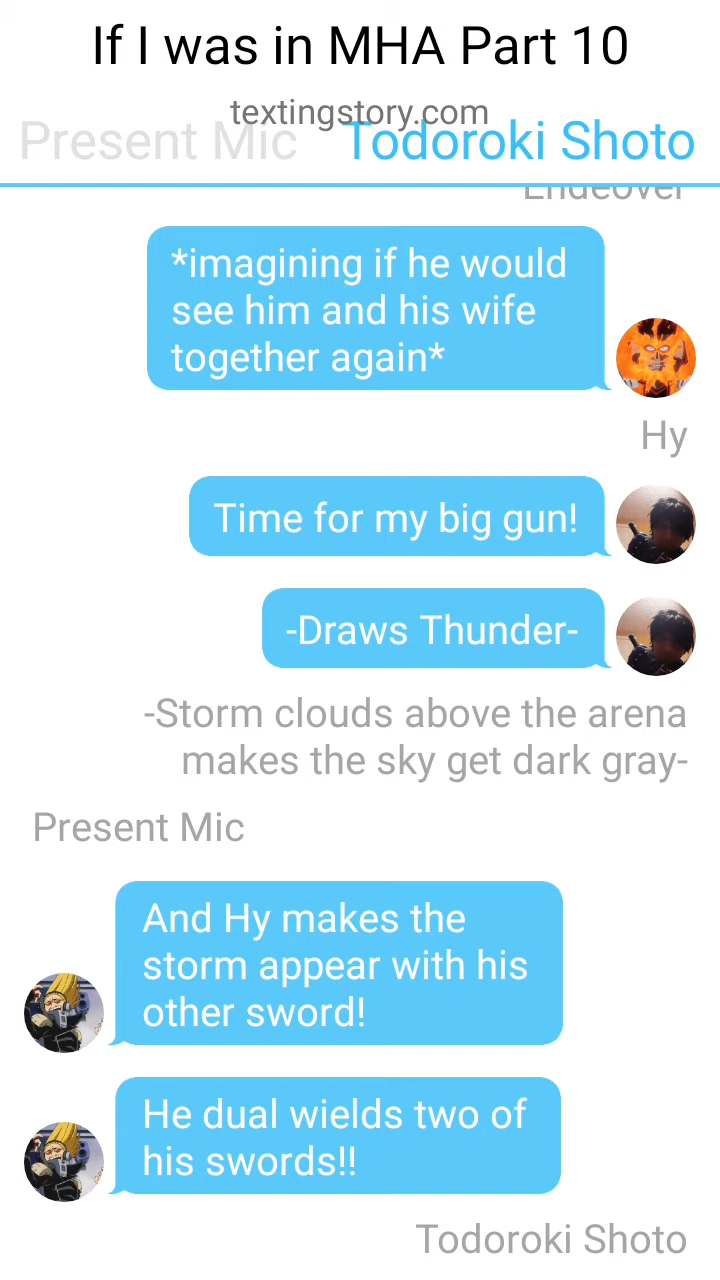 If I was in MHA Part 10
textingstory.com
Present Mic
Todoroki Shoto
Endeover
*imagining if he would
see him and his wife
together again*
Hy
Time for my big gun!
-Draws Thunder-
-Storm clouds above the arena
makes the sky get dark gray-
Present Mic
And Hy makes the
storm appear with his
other sword!
He dual wields two of
his swords!!
Todoroki Shoto